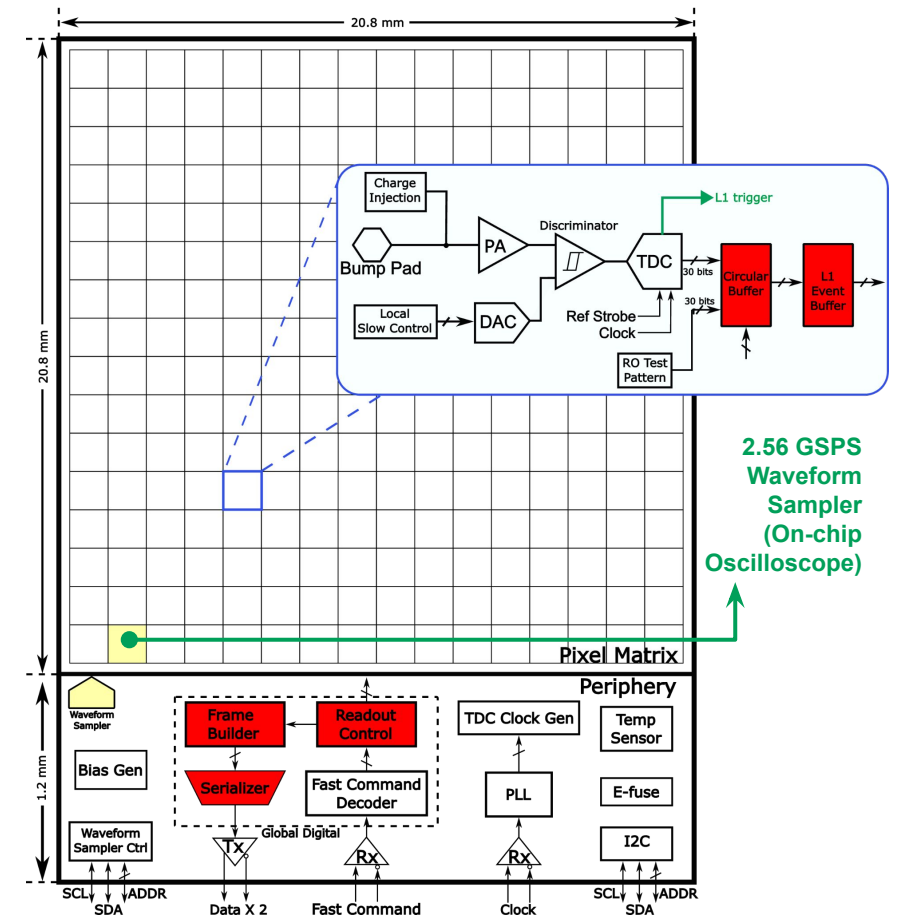 20.8 mm
20.8 mm
Charge
Injection
L1 trigger
Bump Pad
PA
Discriminator
TDC
30 bits
30 bits
Circular
Buffer
L1
Event
Buffer
Local
Slow Control
DAC
Ref Strobe
Clock
RO Test
Pattern
2.56 GSPS
Waveform
Sampler
(On-chip
Oscilloscope)
Pixel Matrix
Periphery
1.2 mm
Waveform
Sampler
Bias Gen
Waveform
Sampler Ctrl
SCL
ADDR
SDA
Frame
Builder
Readout
Control
Serializer
Fast Command
Decoder
Global Digital
Tx
Data X 2
Rx
Fast Command
TDC Clock Gen
PLL
Rx
Clock
Temp
Sensor
E-fuse
I2C
SCL
ADDR
SDA